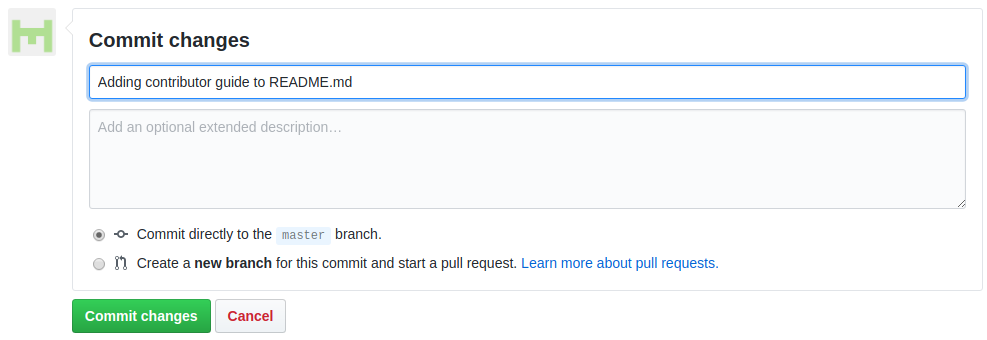 Commit changes
Adding contributor guide to README.md
Add an optional extended description…
Commit directly to the master branch.
Create a new branch for this commit and start a pull request. Learn more about pull requests.
Commit changes Cancel